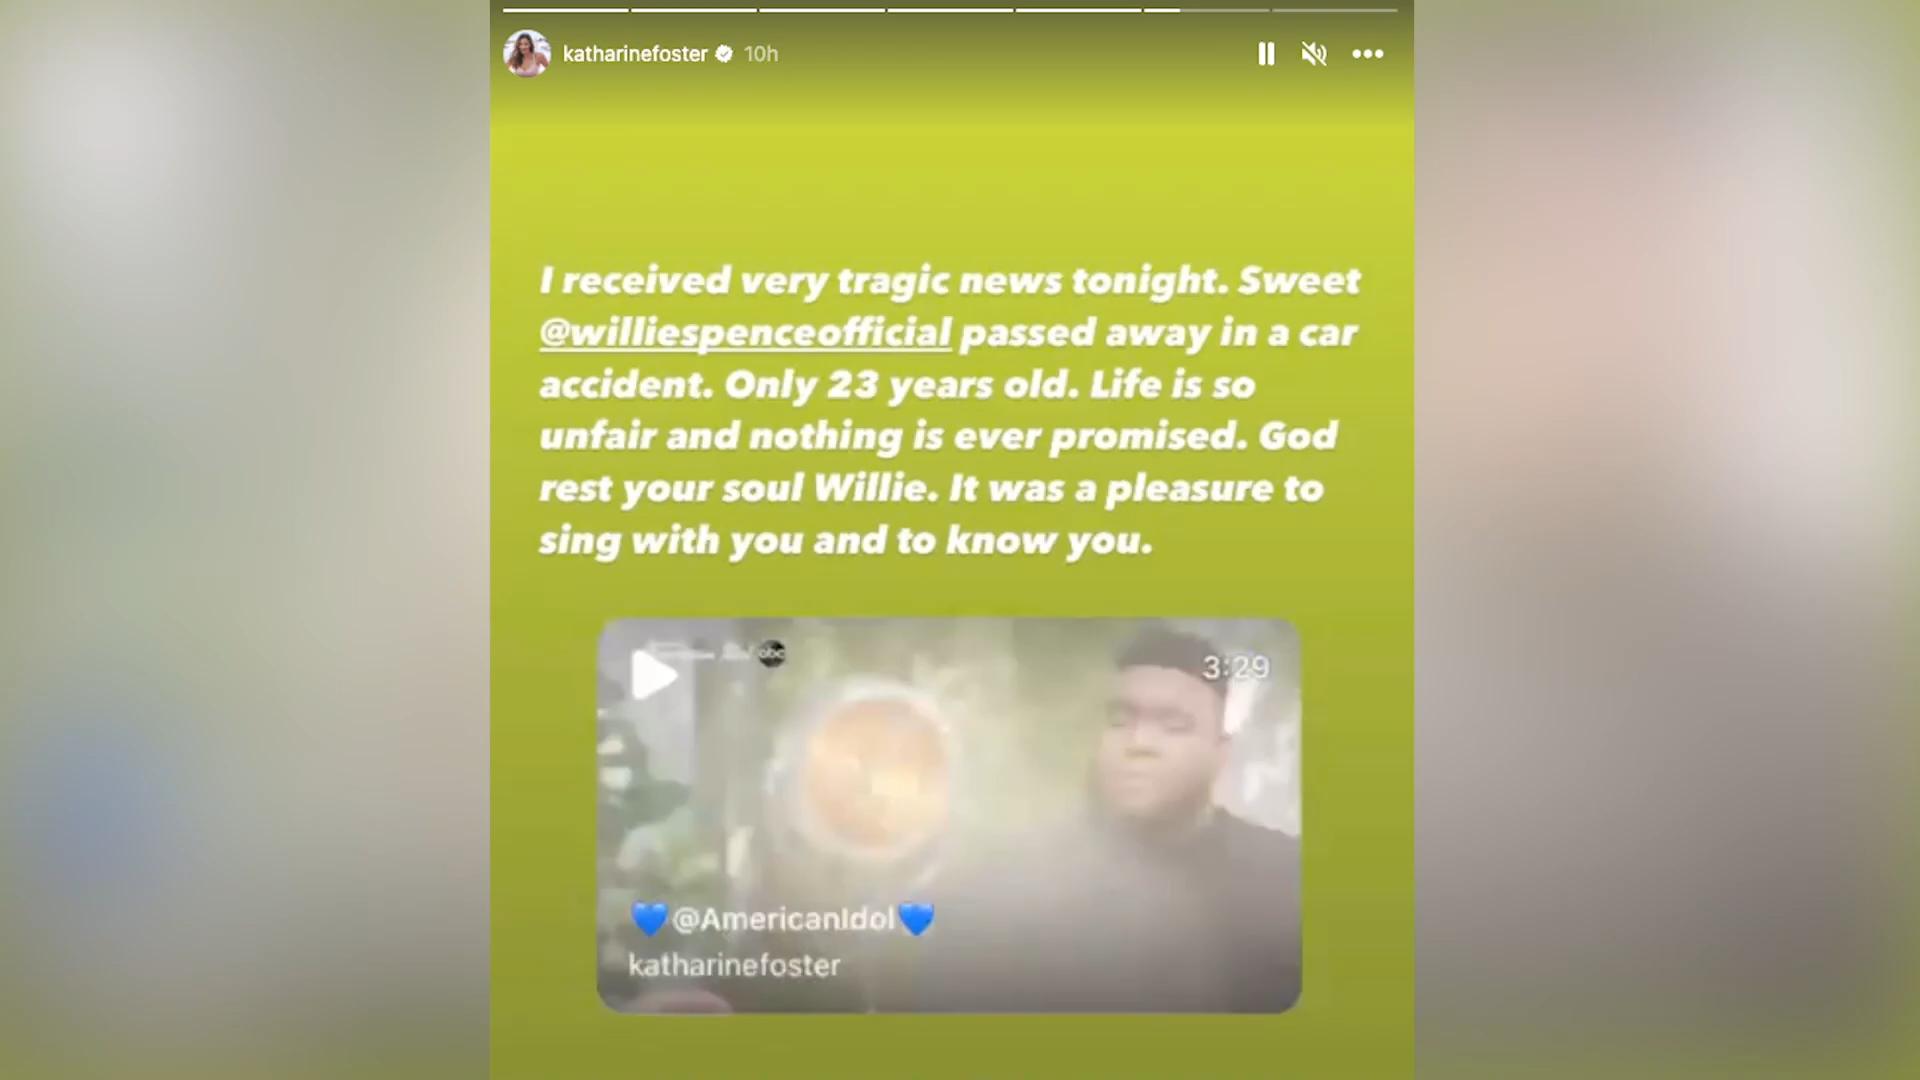 katharinefoster 10h
I received very tragic news tonight. Sweet
@williespenceofficial passed away in a car
accident. Only 23 years old. Life is so
unfair and nothing is ever promised. God
rest your soul Willie. It was a pleasure to
sing with you and to know you.
abc
3:29
💙@AmericanIdol💙
katharinefoster